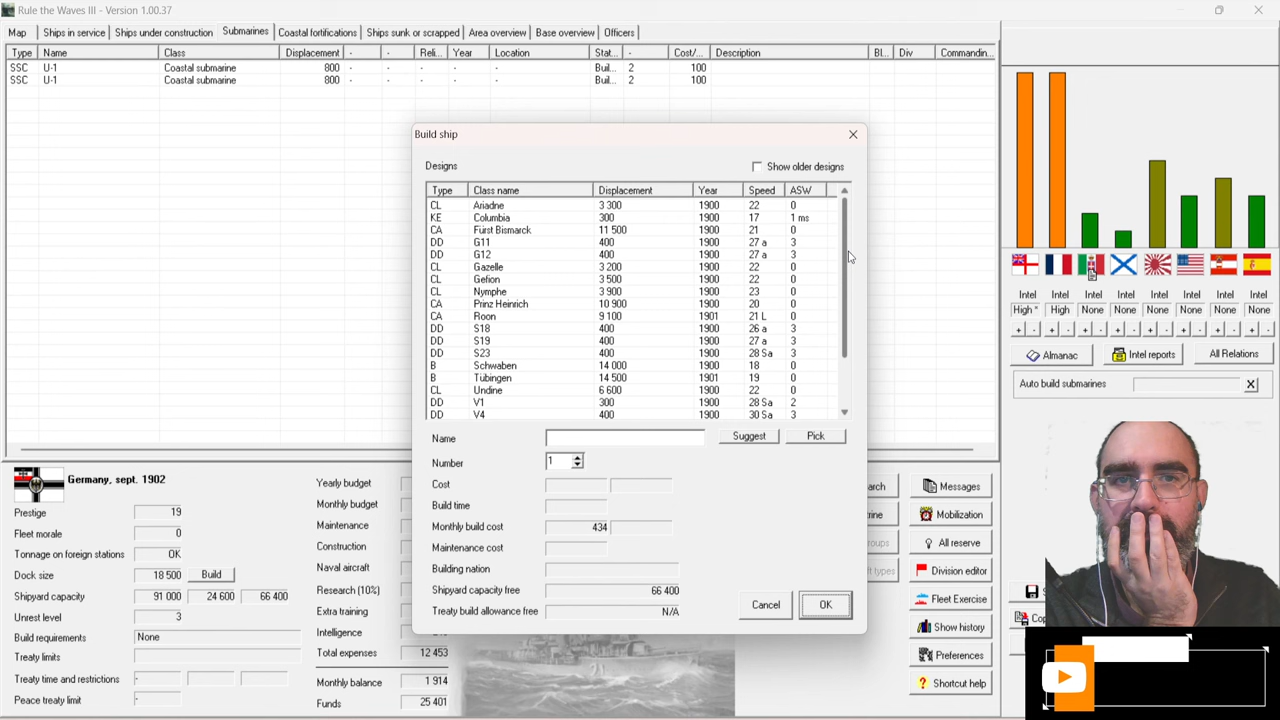 Rule the Waves III - Version 1.00.37
Map Ships in service Ships under construction Submarines Coastal fortifications Ships sunk or scrapped Area overview Base overview Officers
Type Name Class Displacement - - Reli... Year Location Stat... - Cost/... Description Bl... Div Commandin...
SSC U-1 Coastal submarine 800 - - - - - Buil... 2 100
SSC U-1 Coastal submarine 800 - - - - - Buil... 2 100
Build ship
Designs
Show older designs
Type Class name Displacement Year Speed ASW
CL Ariadne 3 300 1900 22 0
KE Columbia 300 1900 17 1 ms
CA Fürst Bismarck 11 500 1900 21 0
DD G11 400 1900 27 a 3
DD G12 400 1900 27 a 3
CL Gazelle 3 200 1900 22 0
CL Gefion 3 500 1900 22 0
CL Nymphe 3 900 1900 23 0
CA Prinz Heinrich 10 900 1900 20 0
CA Roon 9 100 1901 21 L 0
DD S18 400 1900 26 a 3
DD S19 400 1900 27 a 3
DD S23 400 1900 28 Sa 3
B Schwaben 14 000 1900 18 0
B Tübingen 14 500 1901 19 0
CL Undine 6 600 1900 22 0
DD V1 300 1900 28 Sa 2
DD V4 400 1900 30 Sa 3
Name Suggest Pick
Number 1
Cost
Build time
Monthly build cost 434
Maintenance cost
Building nation
Shipyard capacity free 66 400
Treaty build allowance free N/A
Cancel OK
Intel Intel Intel Intel Intel Intel Intel Intel
High * High None None None None None None
+ - + - + - + - + - + - + - + -
Almanac Intel reports All Relations
Auto build submarines X
Germany, sept. 1902
Prestige 19
Fleet morale 0
Tonnage on foreign stations OK
Dock size 18 500 Build
Shipyard capacity 91 000 24 600 66 400
Unrest level 3
Build requirements None
Treaty limits
Treaty time and restrictions -
Peace treaty limit -
Yearly budget
Monthly budget
Maintenance
Construction
Naval aircraft
Research (10%)
Extra training
Intelligence
Total expenses 12 453
Monthly balance 1 914
Funds 25 401
arch
trine
roups
ft types
Messages
Mobilization
All reserve
Division editor
Fleet Exercise
Show history
Preferences
Shortcut help
S
Cop